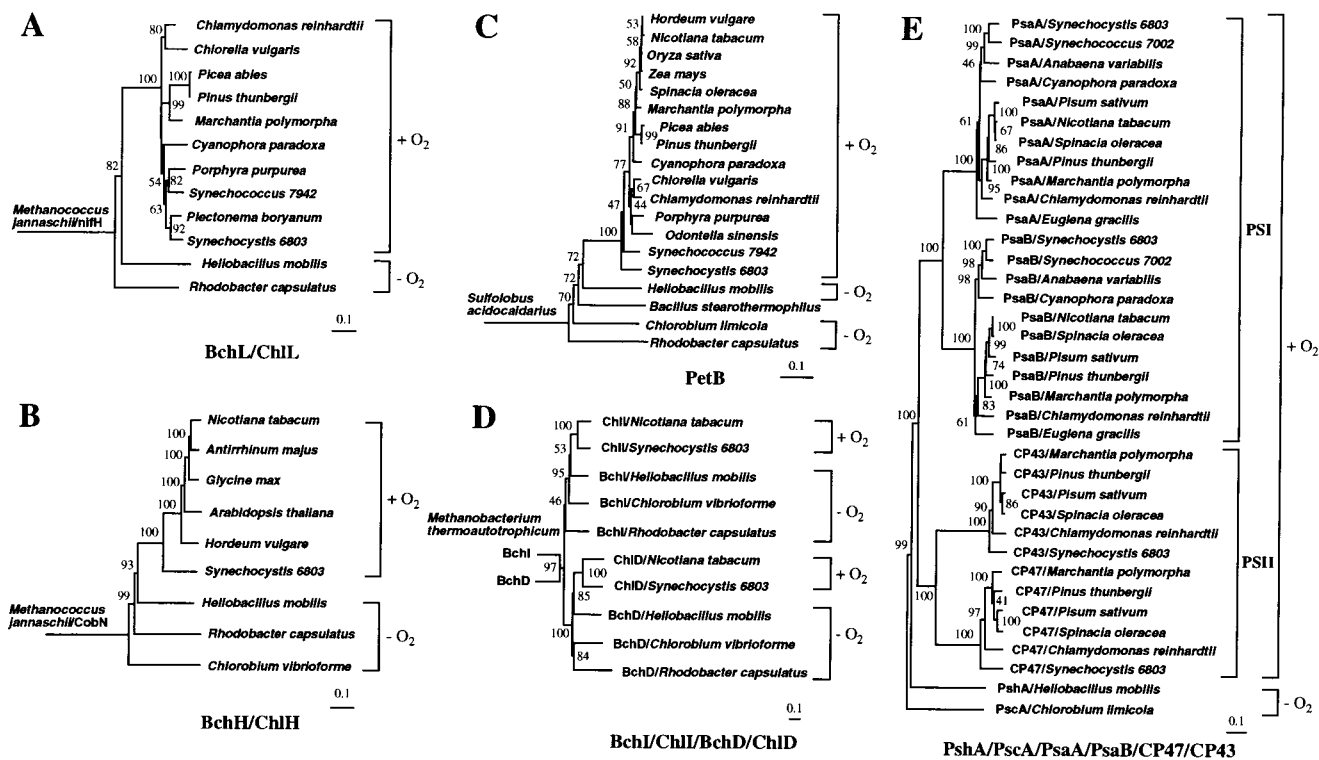 A
80
Chlamydomonas reinhardtii
Chlorella vulgaris
100
100
Picea abies
Pinus thunbergii
99
Marchantia polymorpha
Cyanophora paradoxa
+ O2
82
Porphyra purpurea
54
82
Synechococcus 7942
63
Plectonema boryanum
92
Synechocystis 6803
Methanococcus
jannaschii/nifH
Heliobacillus mobilis
Rhodobacter capsulatus
- O2
0.1
BchL/ChlL
B
Nicotiana tabacum
100
Antirrhinum majus
100
Glycine max
100
Arabidopsis thaliana
+ O2
100
Hordeum vulgare
100
Synechocystis 6803
93
99
Heliobacillus mobilis
Methanococcus
jannaschii/CobN
Rhodobacter capsulatus
- O2
Chlorobium vibrioforme
0.1
BchH/ChlH
C
53
Hordeum vulgare
58
Nicotiana tabacum
92
Oryza sativa
Zea mays
50
Spinacia oleracea
88
Marchantia polymorpha
91
Picea abies
99
Pinus thunbergii
+ O2
77
Cyanophora paradoxa
Chlorella vulgaris
67
Chlamydomonas reinhardtii
47
44
Porphyra purpurea
Odontella sinensis
100
Synechococcus 7942
72
Synechocystis 6803
72
Heliobacillus mobilis
- O2
70
Bacillus stearothermophilus
Sulfolobus
acidocaldarius
Chlorobium limicola
- O2
Rhodobacter capsulatus
0.1
PetB
D
100
ChlI/Nicotiana tabacum
53
ChlI/Synechocystis 6803
+ O2
95
BchI/Heliobacillus mobilis
46
BchI/Chlorobium vibrioforme
- O2
Methanobacterium
thermoautotrophicum
BchI/Rhodobacter capsulatus
BchI
97
BchD
ChlD/Nicotiana tabacum
100
+ O2
ChlD/Synechocystis 6803
85
BchD/Heliobacillus mobilis
100
BchD/Chlorobium vibrioforme
- O2
84
BchD/Rhodobacter capsulatus
0.1
BchI/ChlI/BchD/ChlD
E
100
PsaA/Synechocystis 6803
99
PsaA/Synechococcus 7002
46
PsaA/Anabaena variabilis
PsaA/Cyanophora paradoxa
PsaA/Pisum sativum
100
61
PsaA/Nicotiana tabacum
67
PsaA/Spinacia oleracea
86
100
PsaA/Pinus thunbergii
100
PsaA/Marchantia polymorpha
95
PsaA/Chlamydomonas reinhardtii
PsaA/Euglena gracilis
PSI
100
100
PsaB/Synechocystis 6803
98
PsaB/Synechococcus 7002
98
PsaB/Anabaena variabilis
PsaB/Cyanophora paradoxa
PsaB/Nicotiana tabacum
100
100
PsaB/Spinacia oleracea
99
PsaB/Pisum sativum
+ O2
74
PsaB/Pinus thunbergii
100
PsaB/Marchantia polymorpha
83
PsaB/Chlamydomonas reinhardtii
61
PsaB/Euglena gracilis
100
CP43/Marchantia polymorpha
CP43/Pinus thunbergii
100
CP43/Pisum sativum
86
90
CP43/Spinacia oleracea
100
CP43/Chlamydomonas reinhardtii
99
CP43/Synechocystis 6803
PSII
CP47/Marchantia polymorpha
100
100
CP47/Pinus thunbergii
41
97
CP47/Pisum sativum
100
CP47/Spinacia oleracea
100
CP47/Chlamydomonas reinhardtii
CP47/Synechocystis 6803
PshA/Heliobacillus mobilis
- O2
PscA/Chlorobium limicola
0.1
PshA/PscA/PsaA/PsaB/CP47/CP43